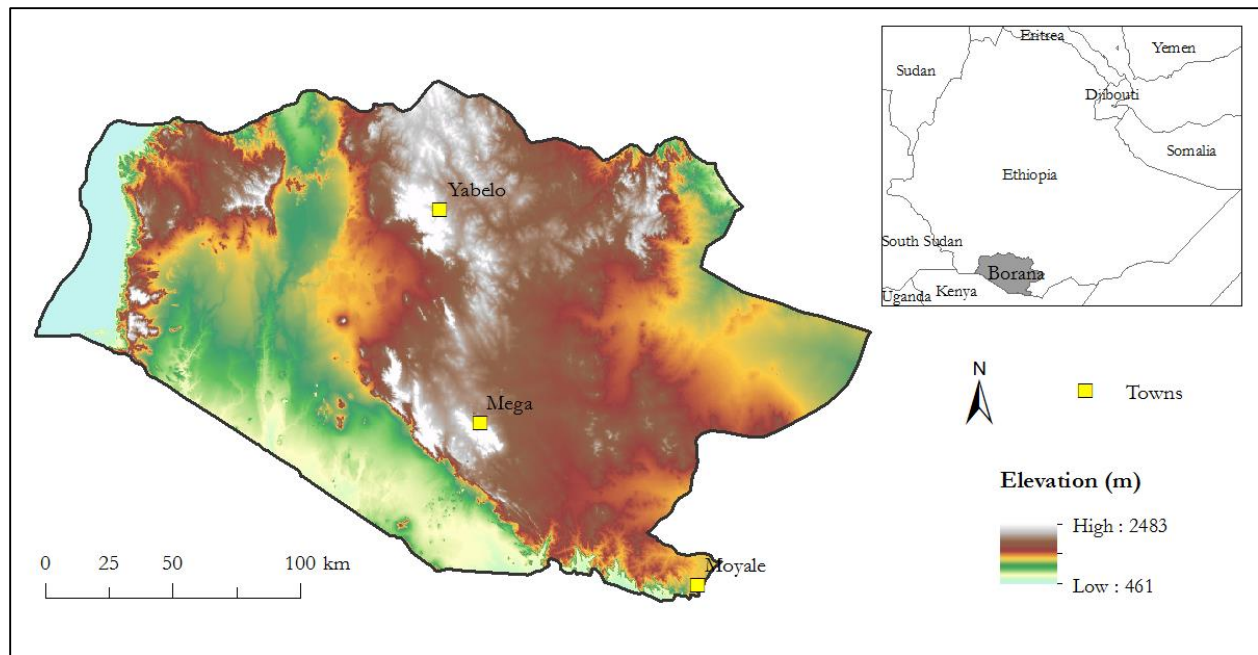 Yabelo
Mega
Moyale
0 25 50 100 km
Eritrea
Yemen
Sudan
Djibouti
Somalia
Ethiopia
South Sudan
Borana
Uganda
Kenya
N
Towns
Elevation (m)
High : 2483
Low : 461